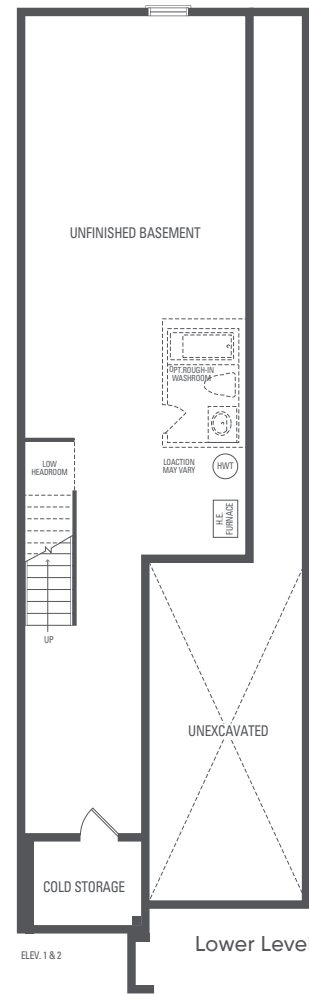 UNFINISHED BASEMENT
OPT.ROUGH-IN
WASHROOM
LOW
HEADROOM
LOACTION
MAY VARY
HWT
H.E.
FURNACE
UP
UNEXCAVATED
COLD STORAGE
ELEV. 1 & 2
Lower Level